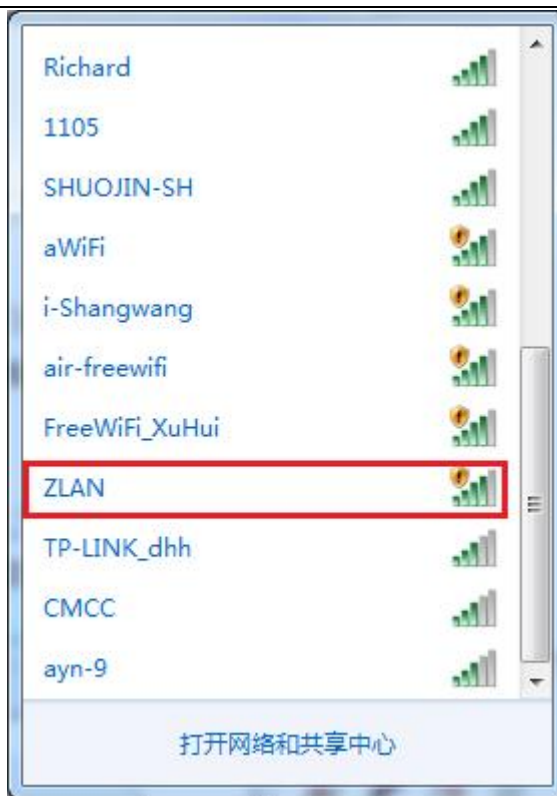 Richard
1105
SHUOJIN-SH
aWiFi
i-Shangwang
air-freewifi
FreeWiFi_XuHui
ZLAN
TP-LINK_dhh
CMCC
ayn-9
打开网络和共享中心